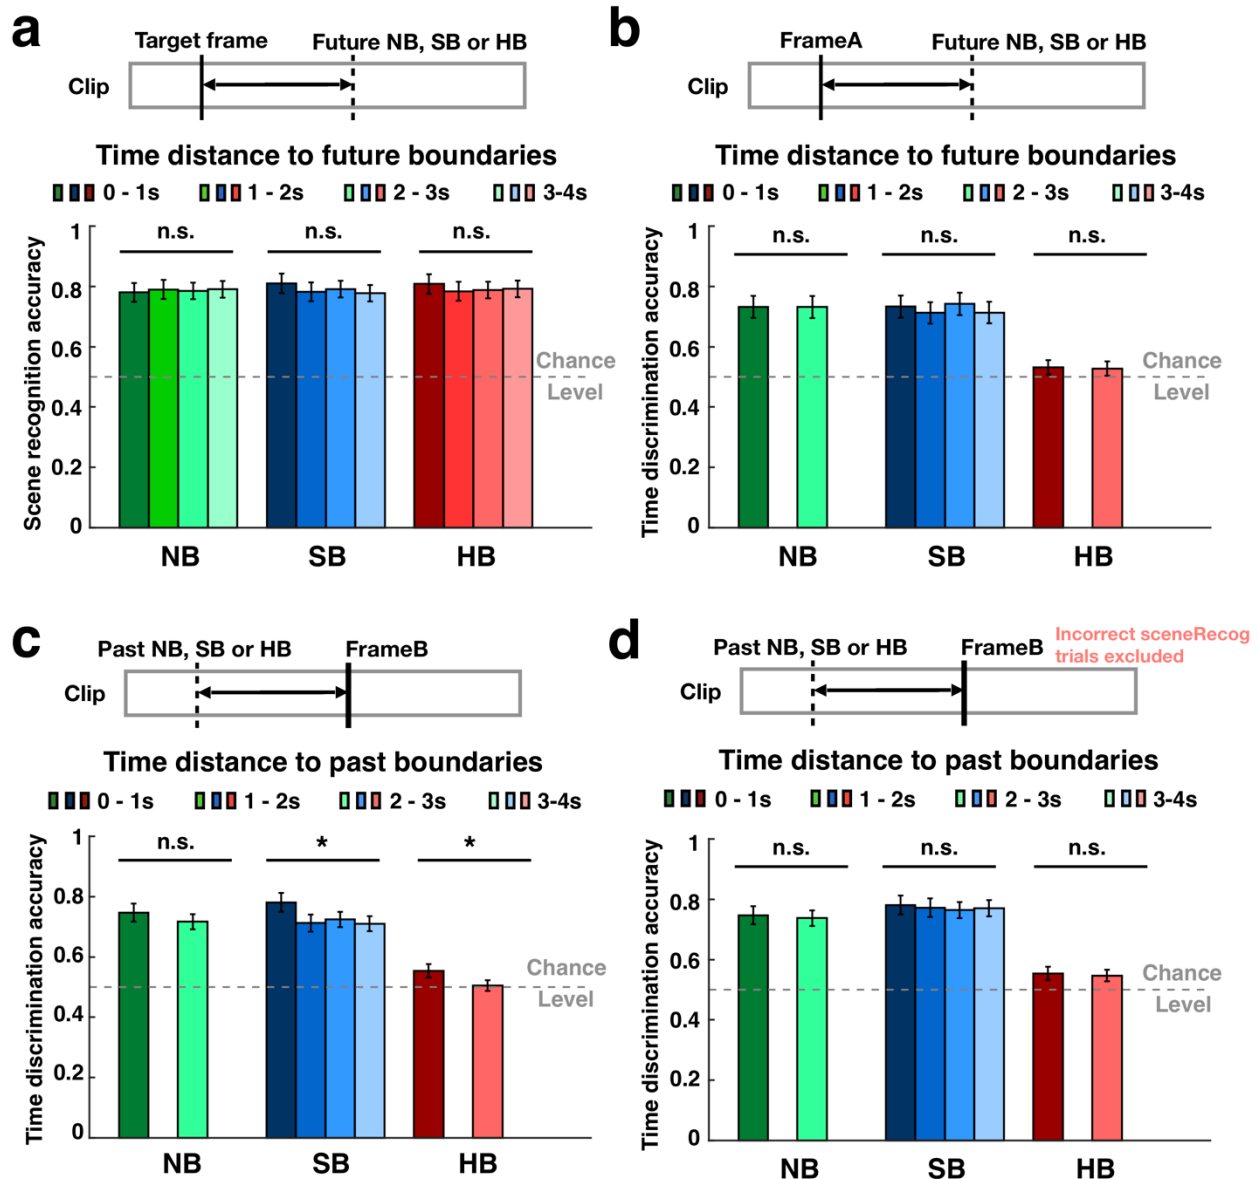 a
Target frame
Future NB, SB or HB
Clip
Time distance to future boundaries
0 - 1s 1 - 2s 2 - 3s 3-4s
Scene recognition accuracy
1
0.8
0.6
0.4
0.2
0
n.s. n.s. n.s.
Chance
Level
NB SB HB
b
FrameA
Future NB, SB or HB
Clip
Time distance to future boundaries
0 - 1s 1 - 2s 2 - 3s 3-4s
Time discrimination accuracy
1
0.8
0.6
0.4
0.2
0
n.s. n.s. n.s.
Chance
Level
NB SB HB
c
Past NB, SB or HB
FrameB
Clip
Time distance to past boundaries
0 - 1s 1 - 2s 2 - 3s 3-4s
Time discrimination accuracy
1
0.8
0.6
0.4
0.2
0
n.s. * *
Chance
Level
NB SB HB
d
Past NB, SB or HB
FrameB
Incorrect sceneRecog
trials excluded
Clip
Time distance to past boundaries
0 - 1s 1 - 2s 2 - 3s 3-4s
Time discrimination accuracy
1
0.8
0.6
0.4
0.2
0
n.s. n.s. n.s.
Chance
Level
NB SB HB